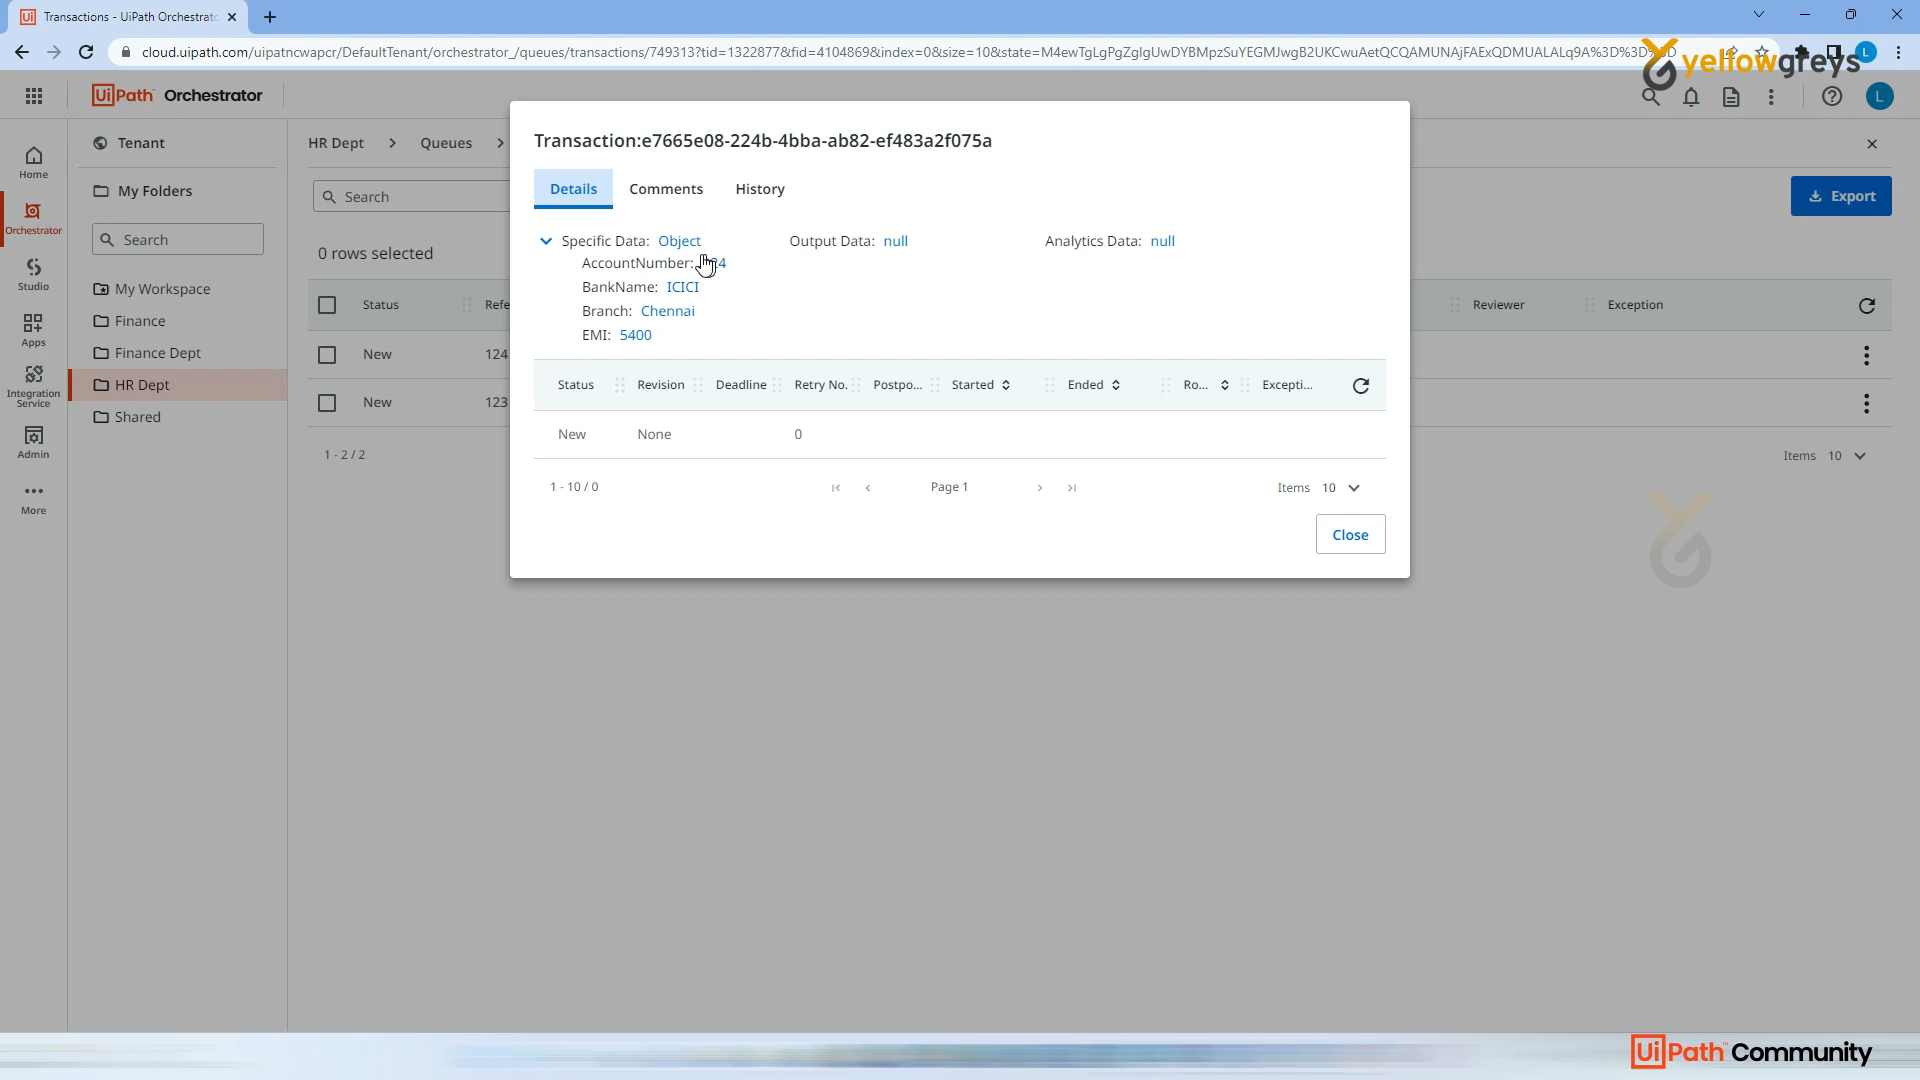 Transactions - UiPath Orchestrato
cloud.uipath.com/uipatncwapcr/DefaultTenant/orchestrator_/queues/transactions/749313?tid=1322877&fid=4104869&index=0&size=10&state=M4ewTgLgPgZglgUwDYBMpzSuYEGMJwgB2UKCwuAetQCQAMUNAjFAExQDMUALALq9A%3D%3D
yellowgreys
UiPath™ Orchestrator
L
Home
Orchestrator
Studio
Apps
Integration Service
Admin
More
Tenant
My Folders
Search
My Workspace
Finance
Finance Dept
HR Dept
Shared
HR Dept > Queues >
Search
Export
0 rows selected
Status Refe Reviewer Exception
New 124
New 123
1 - 2 / 2
Items 10
Transaction:e7665e08-224b-4bba-ab82-ef483a2f075a
Details Comments History
Specific Data: Object Output Data: null Analytics Data: null
AccountNumber:
BankName: ICICI
Branch: Chennai
EMI: 5400
Status Revision Deadline Retry No. Postpo... Started Ended Ro... Excepti...
New None 0
1 - 10 / 0 Page 1 Items 10
Close
UiPath™ Community